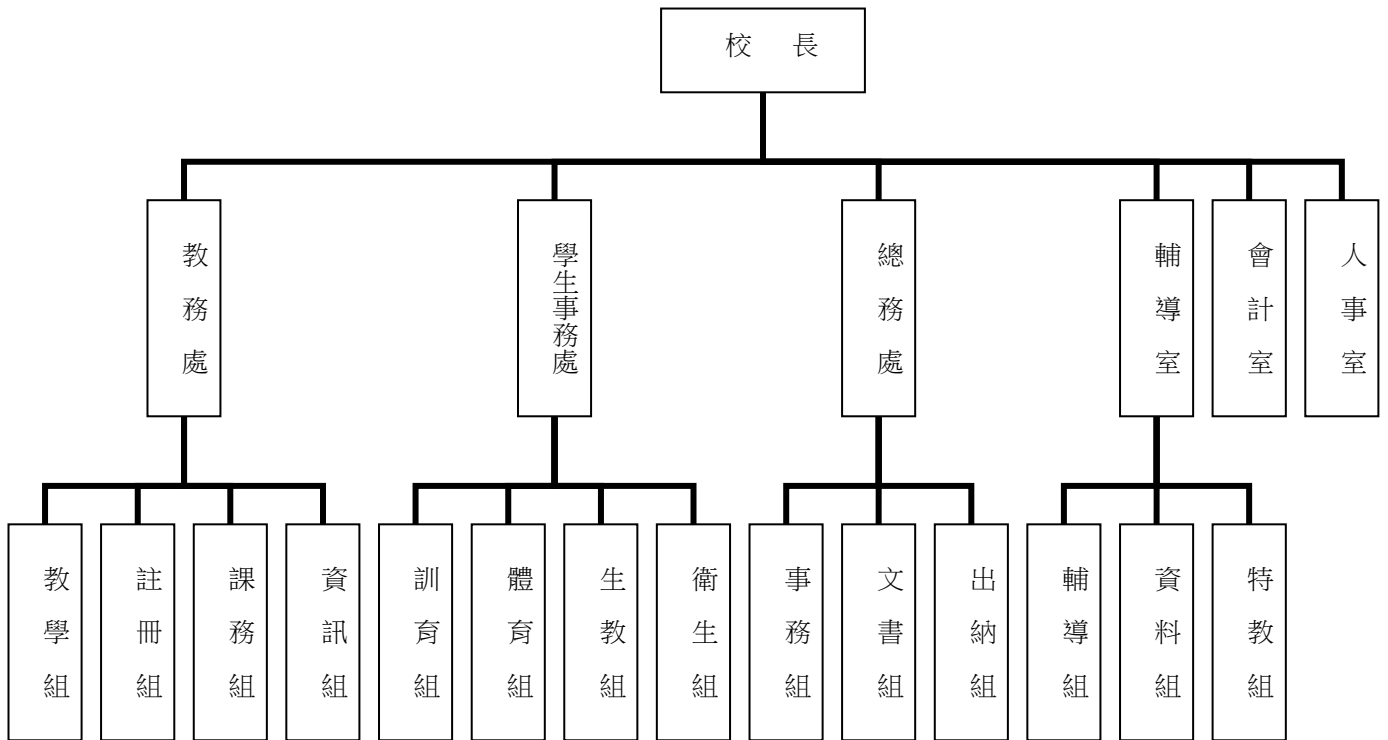 校 長
教務處
學生事務處
總務處
輔導室
會計室
人事室
教學組
註冊組
課務組
資訊組
訓育組
體育組
生教組
衛生組
事務組
文書組
出納組
輔導組
資料組
特教組